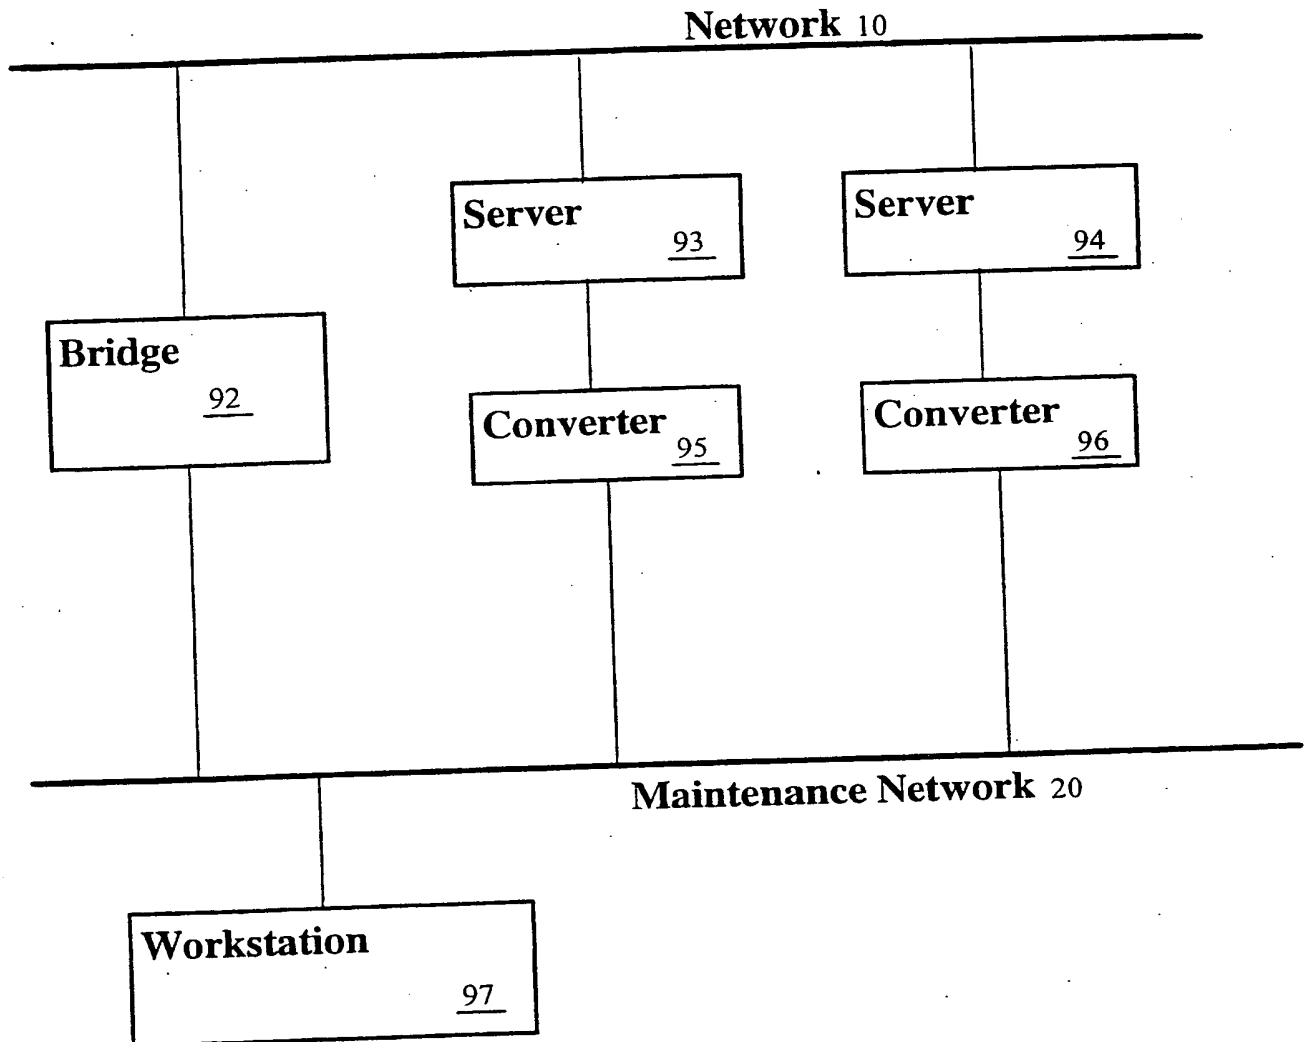 Network 10
Server
93
Server
94
Bridge
92
Converter
95
Converter
96
Maintenance Network 20
Workstation
97